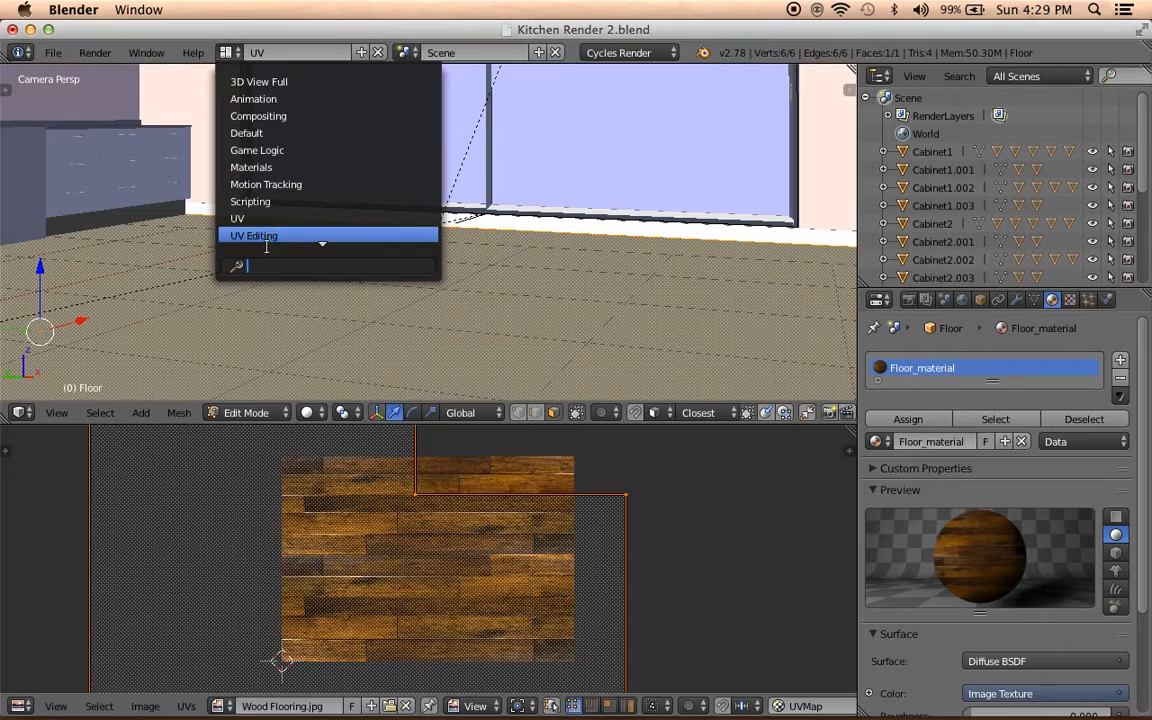 Blender Window 99% Sun 4:29 PM
Kitchen Render 2.blend
File Render Window Help UV Scene Cycles Render v2.78 | Verts:6/6 | Edges:6/6 | Faces:1/1 | Tris:4 | Mem:50.30M | Floor
Camera Persp
3D View Full
Animation
Compositing
Default
Game Logic
Materials
Motion Tracking
Scripting
UV
UV Editing
(0) Floor
View Select Add Mesh Edit Mode Global Closest
View Search All Scenes
Scene
RenderLayers
World
Cabinet1
Cabinet1.001
Cabinet1.002
Cabinet1.003
Cabinet2
Cabinet2.001
Cabinet2.002
Cabinet2.003
Floor Floor_material
Floor_material
Assign Select Deselect
Floor_material F Data
Custom Properties
Preview
Surface
Surface: Diffuse BSDF
Color: Image Texture
View Select Image UVs Wood Flooring.jpg F View UVMap